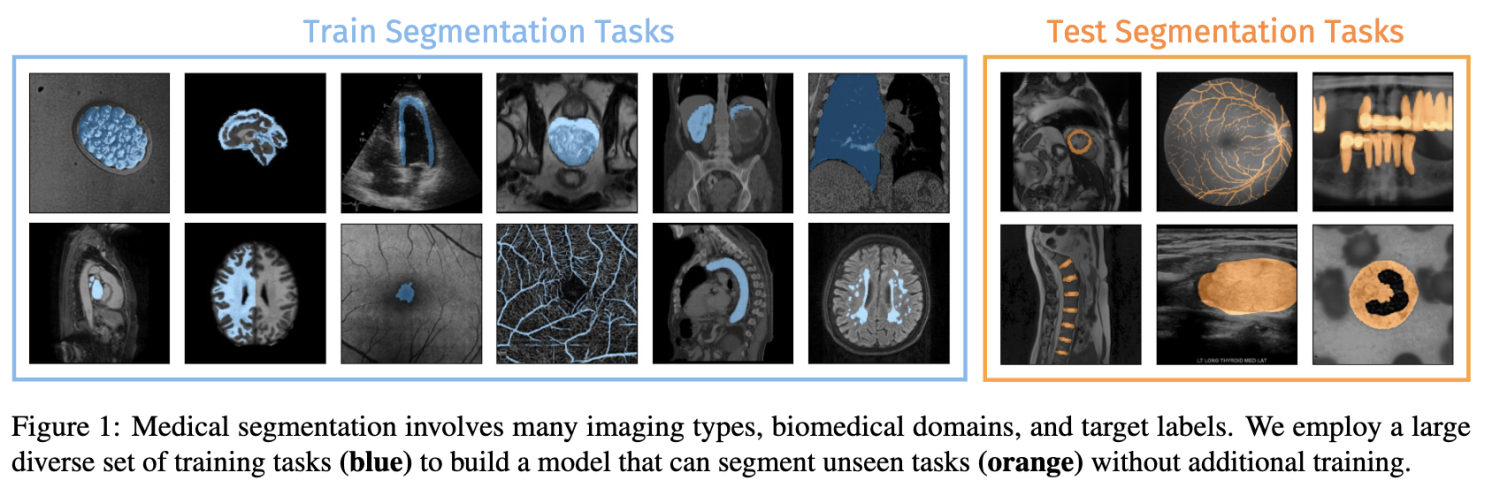 Train Segmentation Tasks
Test Segmentation Tasks
LT LONG THYROID MED-LAT
Figure 1: Medical segmentation involves many imaging types, biomedical domains, and target labels. We employ a large
diverse set of training tasks (blue) to build a model that can segment unseen tasks (orange) without additional training.